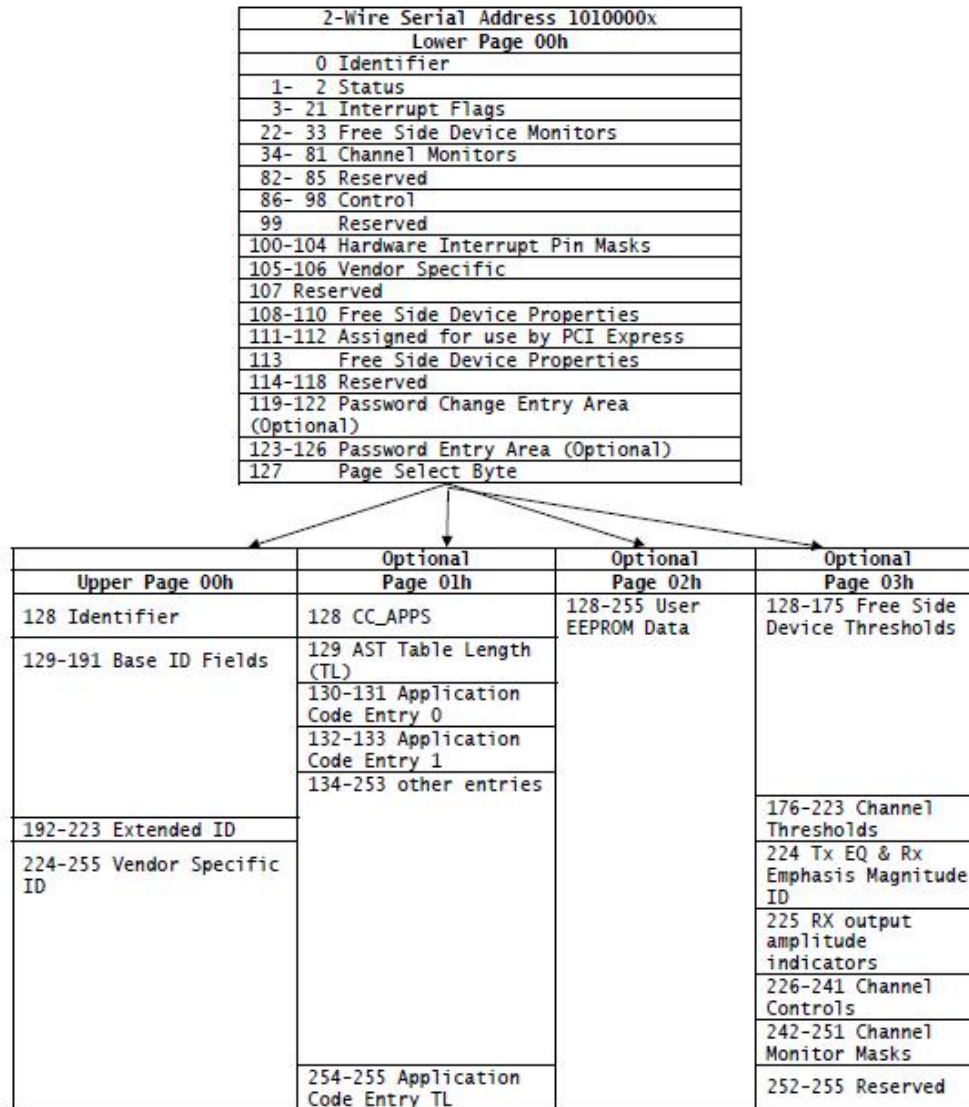 2-Wire Serial Address 1010000x
Lower Page 00h
0 Identifier
1- 2 Status
3- 21 Interrupt Flags
22- 33 Free Side Device Monitors
34- 81 Channel Monitors
82- 85 Reserved
86- 98 Control
99 Reserved
100-104 Hardware Interrupt Pin Masks
105-106 Vendor Specific
107 Reserved
108-110 Free Side Device Properties
111-112 Assigned for use by PCI Express
113 Free Side Device Properties
114-118 Reserved
119-122 Password Change Entry Area
(Optional)
123-126 Password Entry Area (Optional)
127 Page Select Byte
Upper Page 00h
128 Identifier
129-191 Base ID Fields
192-223 Extended ID
224-255 Vendor Specific
ID
Optional
Page 01h
128 CC_APPS
129 AST Table Length
(TL)
130-131 Application
Code Entry 0
132-133 Application
Code Entry 1
134-253 other entries
254-255 Application
Code Entry TL
Optional
Page 02h
128-255 User
EEPROM Data
Optional
Page 03h
128-175 Free Side
Device Thresholds
176-223 Channel
Thresholds
224 Tx EQ & Rx
Emphasis Magnitude
ID
225 RX output
amplitude
indicators
226-241 Channel
Controls
242-251 Channel
Monitor Masks
252-255 Reserved